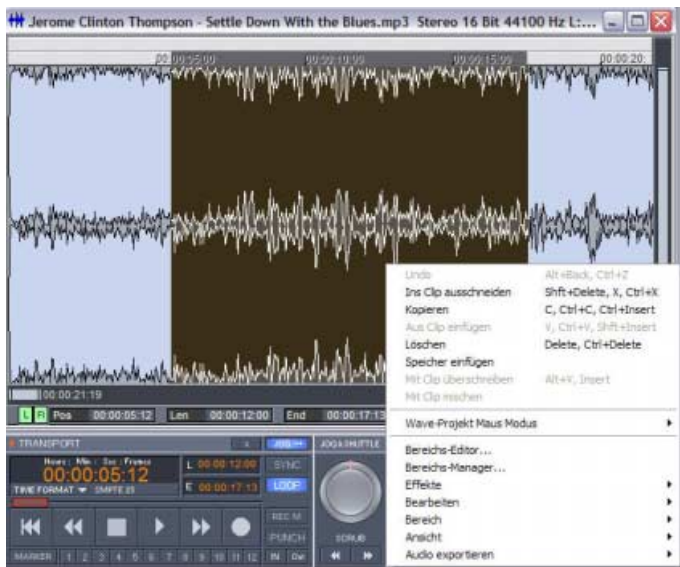 Jerome Clinton Thompson - Settle Down With the Blues.mp3 Stereo 16 Bit 44100 Hz L:...
00:00:05:00 00:00:10:00 00:00:15:00 00:00:20:
Undo Alt+Back, Ctrl+Z
Ins Clip ausschneiden Shft+Delete, X, Ctrl+X
Kopieren C, Ctrl+C, Ctrl+Insert
Aus Clip einfügen V, Ctrl+V, Shft+Insert
Löschen Delete, Ctrl+Delete
Speicher einfügen
Mit Clip überschreiben Alt+V, Insert
Mit Clip mischen
Wave-Projekt Maus Modus
Bereichs-Editor...
Bereichs-Manager...
Effekte
Bearbeiten
Bereich
Ansicht
Audio exportieren
00:00:21:19
L R Pos 00:00:05:12 Len 00:00:12:00 End 00:00:17:13
TRANSPORT
JOG & SHUTTLE
Hours : Min : Sec : Frames
00:00:05:12
L 00:00:12:00 SYNC
TIME FORMAT SMPTE 25
E 00:00:17:13 LOOP
REC M
PUNCH
SCRUB
MARKER 1 2 3 4 5 6 7 8 9 10 11 12 IN